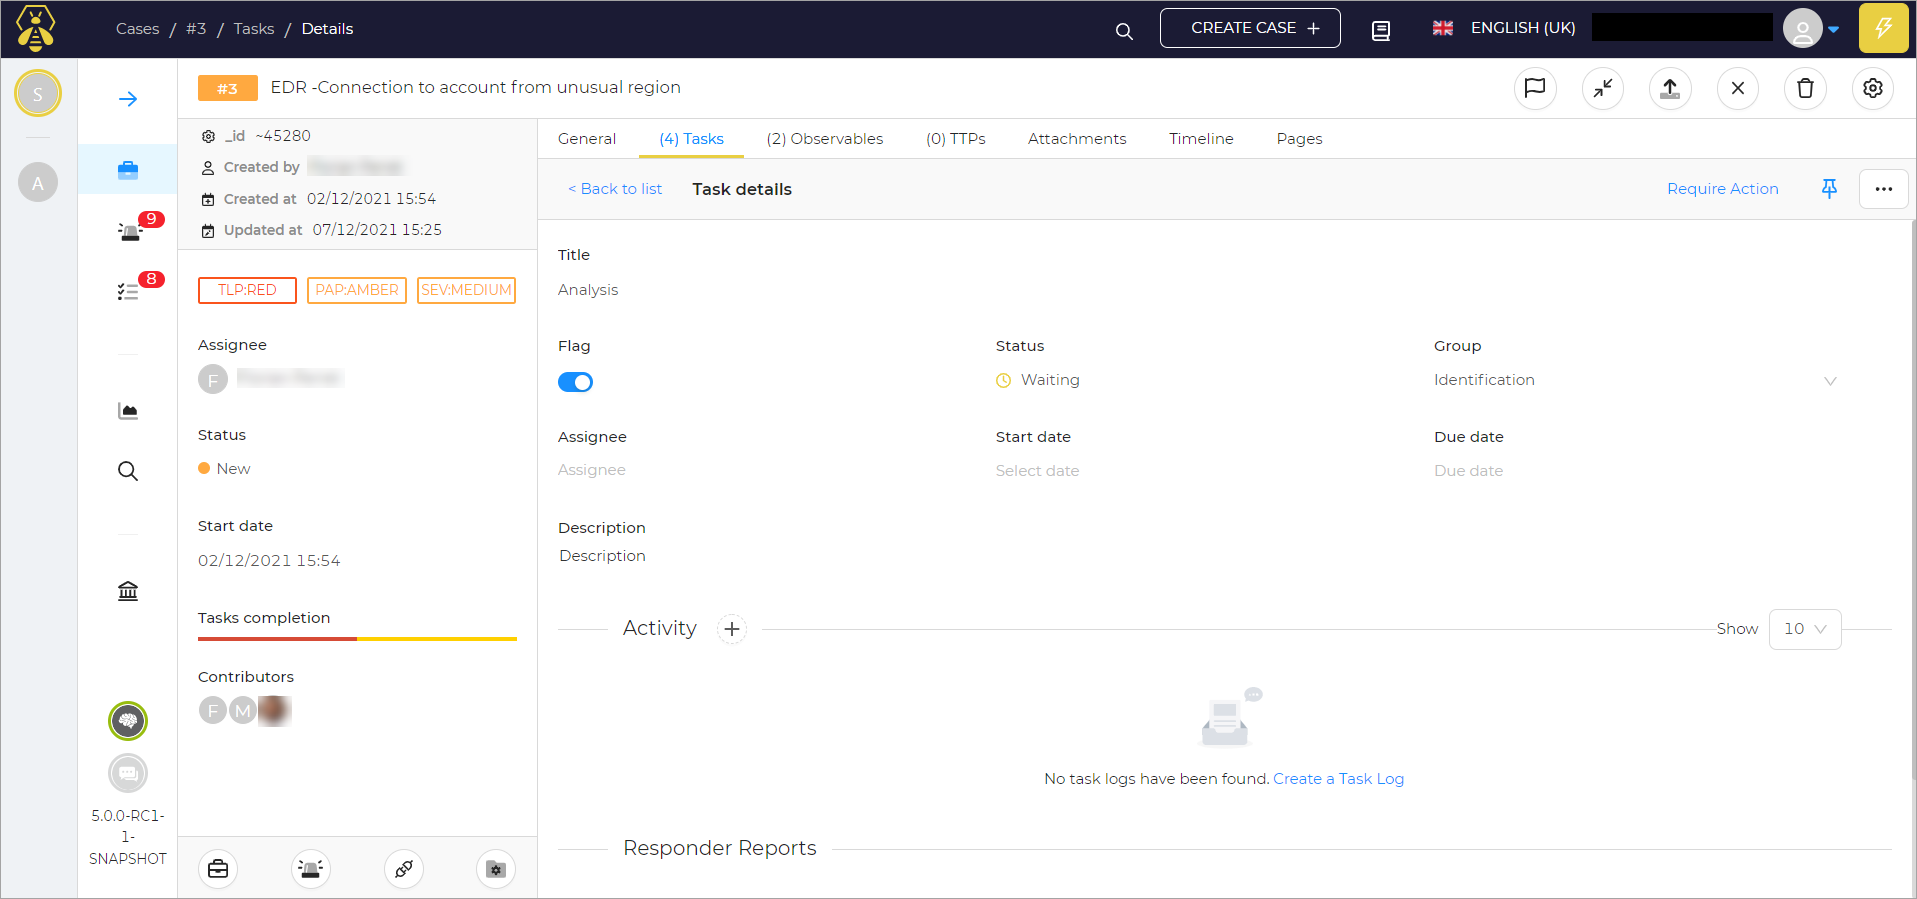 Cases / #3 / Tasks / Details
CREATE CASE +
ENGLISH (UK)
S
A
9
8
5.0.0-RC1-
1-
SNAPSHOT
#3 EDR -Connection to account from unusual region
_id ~45280
Created by
Created at 02/12/2021 15:54
Updated at 07/12/2021 15:25
TLP:RED PAP:AMBER SEV:MEDIUM
Assignee
F
Status
New
Start date
02/12/2021 15:54
Tasks completion
Contributors
F M
General (4) Tasks (2) Observables (0) TTPs Attachments Timeline Pages
< Back to list Task details Require Action ...
Title
Analysis
Flag Status Group
Waiting Identification
Assignee Start date Due date
Assignee Select date Due date
Description
Description
Activity + Show 10
No task logs have been found. Create a Task Log
Responder Reports